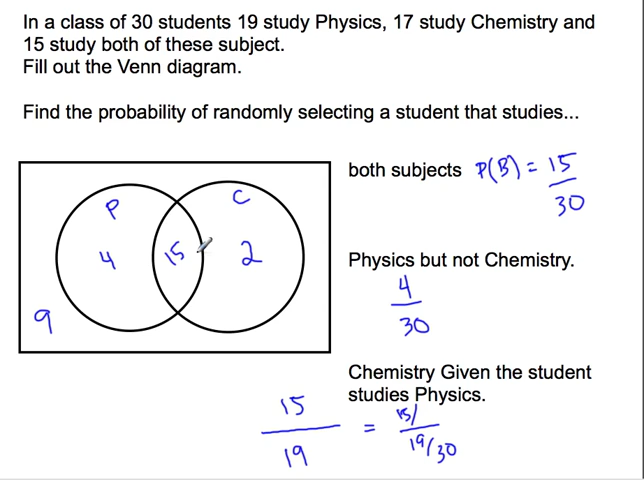 In a class of 30 students 19 study Physics, 17 study Chemistry and
15 study both of these subject.
Fill out the Venn diagram.
Find the probability of randomly selecting a student that studies...
both subjects P(B) = 15/30
P
C
4
15
2
9
Physics but not Chemistry.
4/30
Chemistry Given the student
studies Physics.
15/19 = 15/ / 19/30